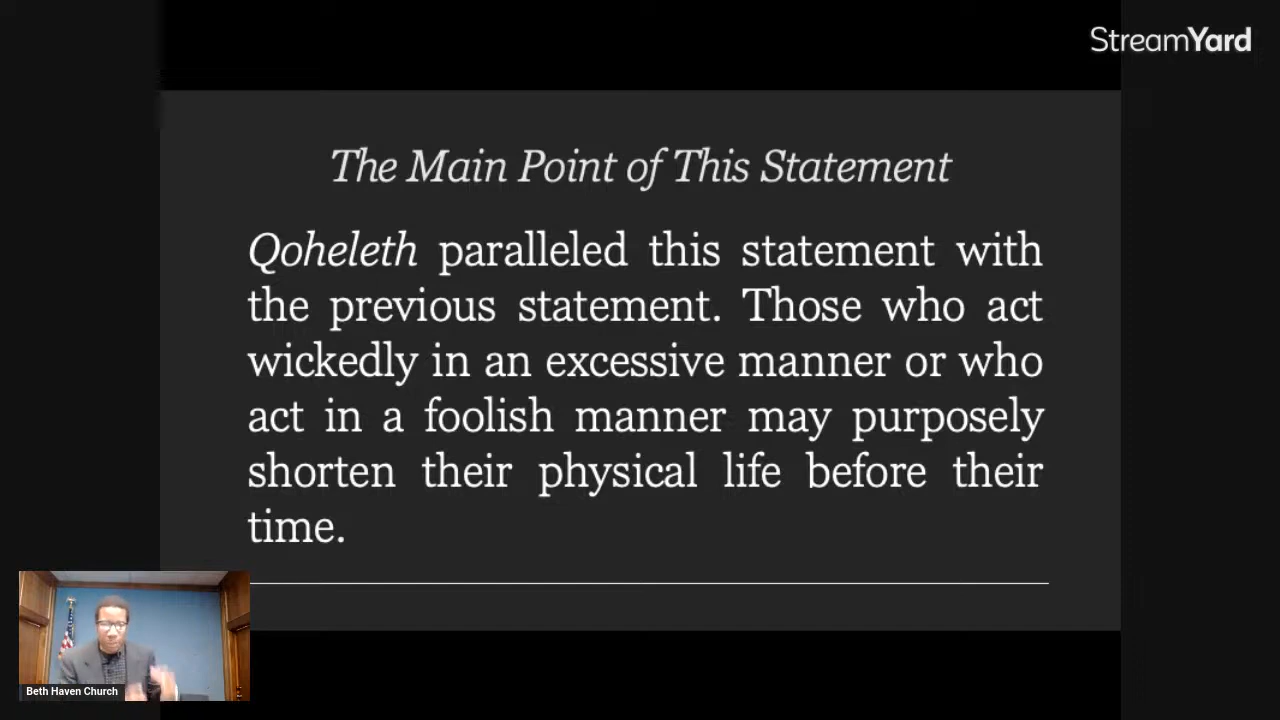 StreamYard
The Main Point of This Statement
Qoheleth paralleled this statement with
the previous statement. Those who act
wickedly in an excessive manner or who
act in a foolish manner may purposely
shorten their physical life before their
time.
Beth Haven Church